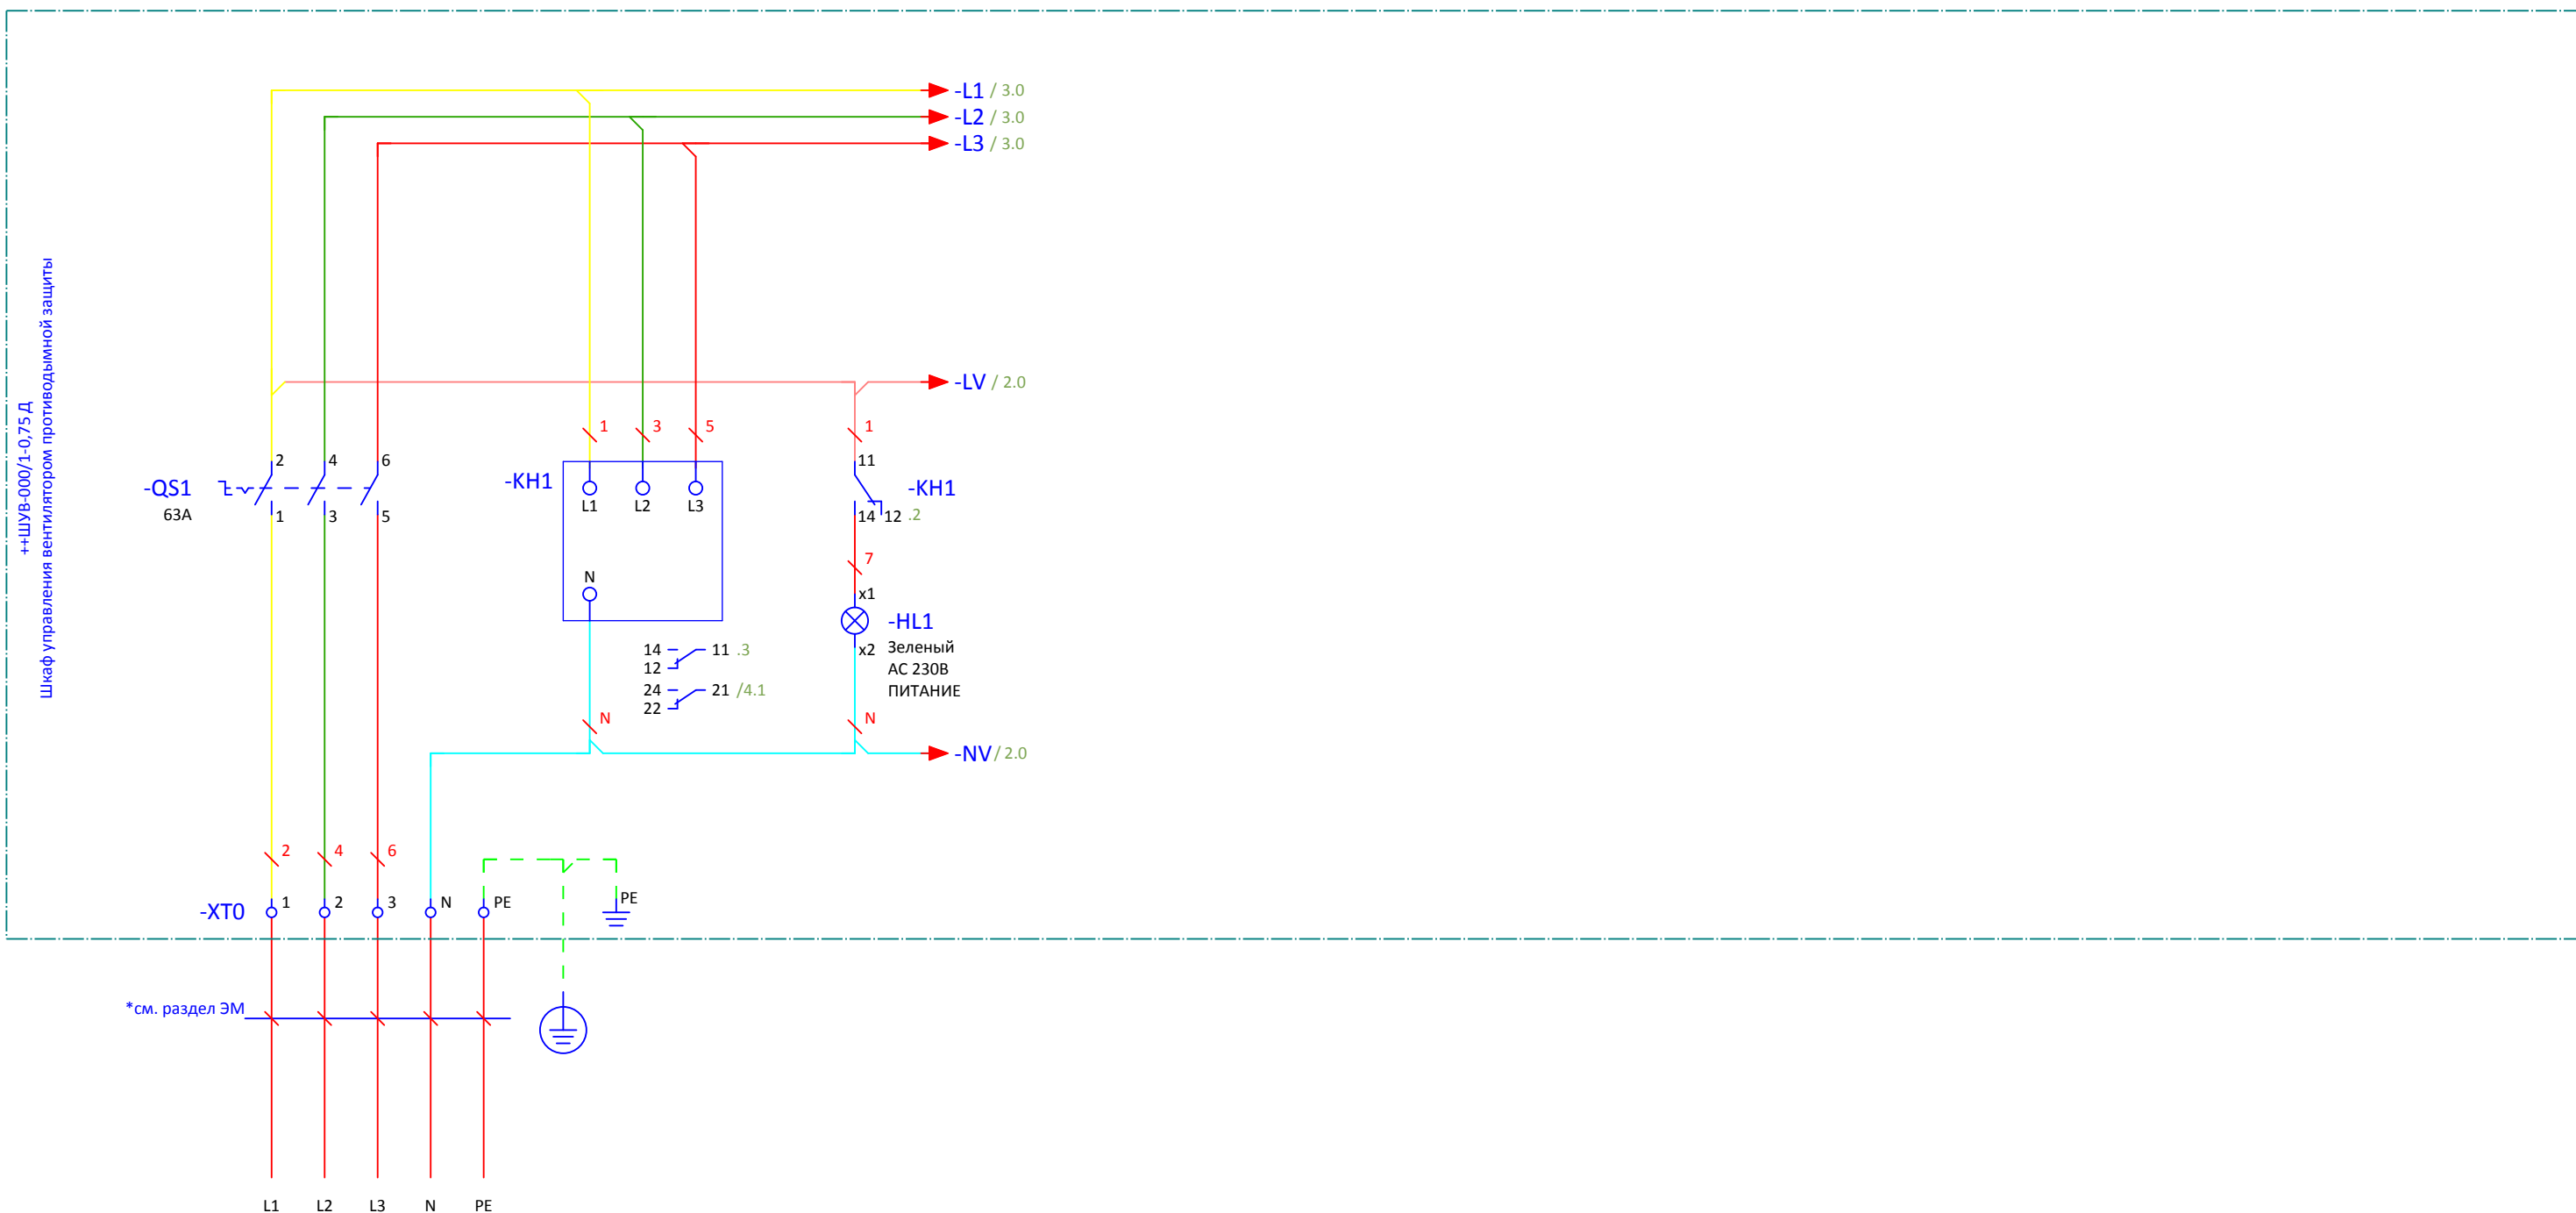 -L1 / 3.0
-L2 / 3.0
-L3 / 3.0
++ШУВ-000/1-0,75 Д
Шкаф управления вентилятором противодымной защиты
-LV / 2.0
1 3 5 1
2 4 6 11
-QS1
63А
1 3 5
-KH1
L1 L2 L3
N
-KH1
14 12 .2
7
x1
-HL1
x2 Зеленый
АС 230В
ПИТАНИЕ
14 11 .3
12
24 21 /4.1
22
N N
-NV / 2.0
2 4 6
-XT0 1 2 3 N PE PE
*см. раздел ЭМ
L1 L2 L3 N PE